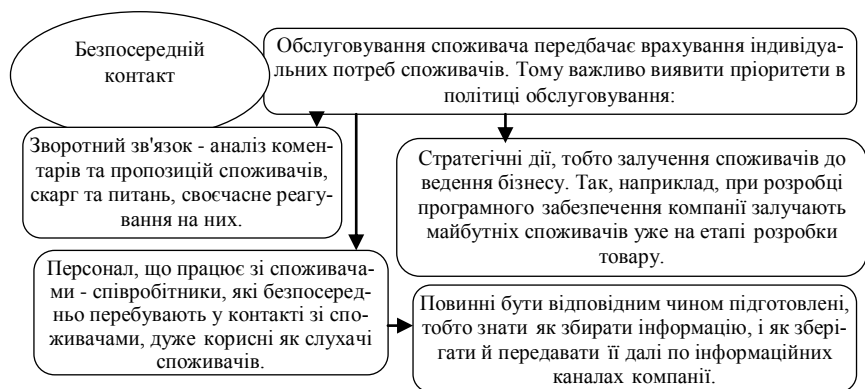 Безпосередній
контакт
Обслуговування споживача передбачає врахування індивіду-
альних потреб споживачів. Тому важливо виявити пріоритети в
політиці обслуговування:
Зворотний зв'язок - аналіз комен-
тарів та пропозицій споживачів,
скарг та питань, своєчасне реагу-
вання на них.
Стратегічні дії, тобто залучення споживачів до
ведення бізнесу. Так, наприклад, при розробці
програмного забезпечення компанії залучають
майбутніх споживачів уже на етапі розробки
товару.
Персонал, що працює зі спожива-
ми - співробітники, які безпосеред-
ньо перебувають у контакті зі спо-
живачами, дуже корисні як слухачі
споживачів.
Повинні бути відповідним чином підготовлені,
тобто знати як збирати інформацію, і як збері-
гати й передавати її далі по інформаційних
каналах компанії.